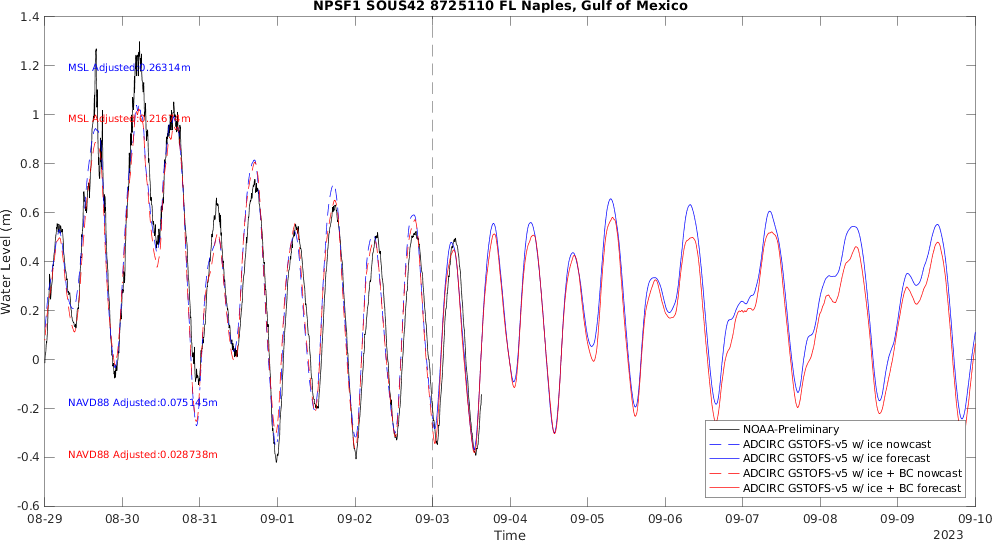 NPSF1 SOUS42 8725110 FL Naples, Gulf of Mexico
Water Level (m)
1.4
1.2
1
0.8
0.6
0.4
0.2
0
-0.2
-0.4
-0.6
MSL Adjusted:0.26314m
MSL Adjusted:
NAVD88 Adjusted:0.075145m
NAVD88 Adjusted:0.028738m
NOAA-Preliminary
ADCIRC GSTOFS-v5 w/ ice nowcast
ADCIRC GSTOFS-v5 w/ ice forecast
ADCIRC GSTOFS-v5 w/ ice + BC nowcast
ADCIRC GSTOFS-v5 w/ ice + BC forecast
08-29 08-30 08-31 09-01 09-02 09-03 09-04 09-05 09-06 09-07 09-08 09-09 09-10
Time
2023